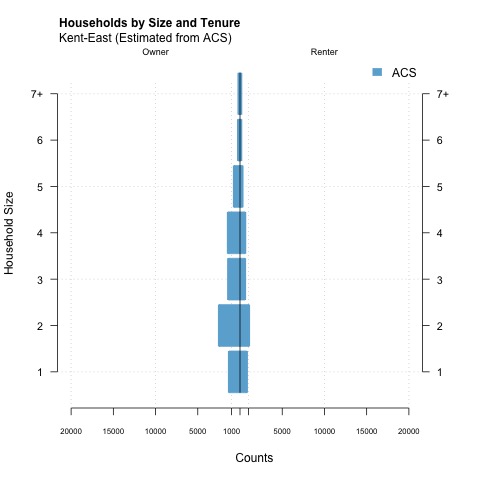 Households by Size and Tenure
Kent-East (Estimated from ACS)
Owner Renter
ACS
7+ 7+
6 6
5 5
4 4
3 3
2 2
1 1
Household Size
20000 15000 10000 5000 1000 5000 10000 15000 20000
Counts